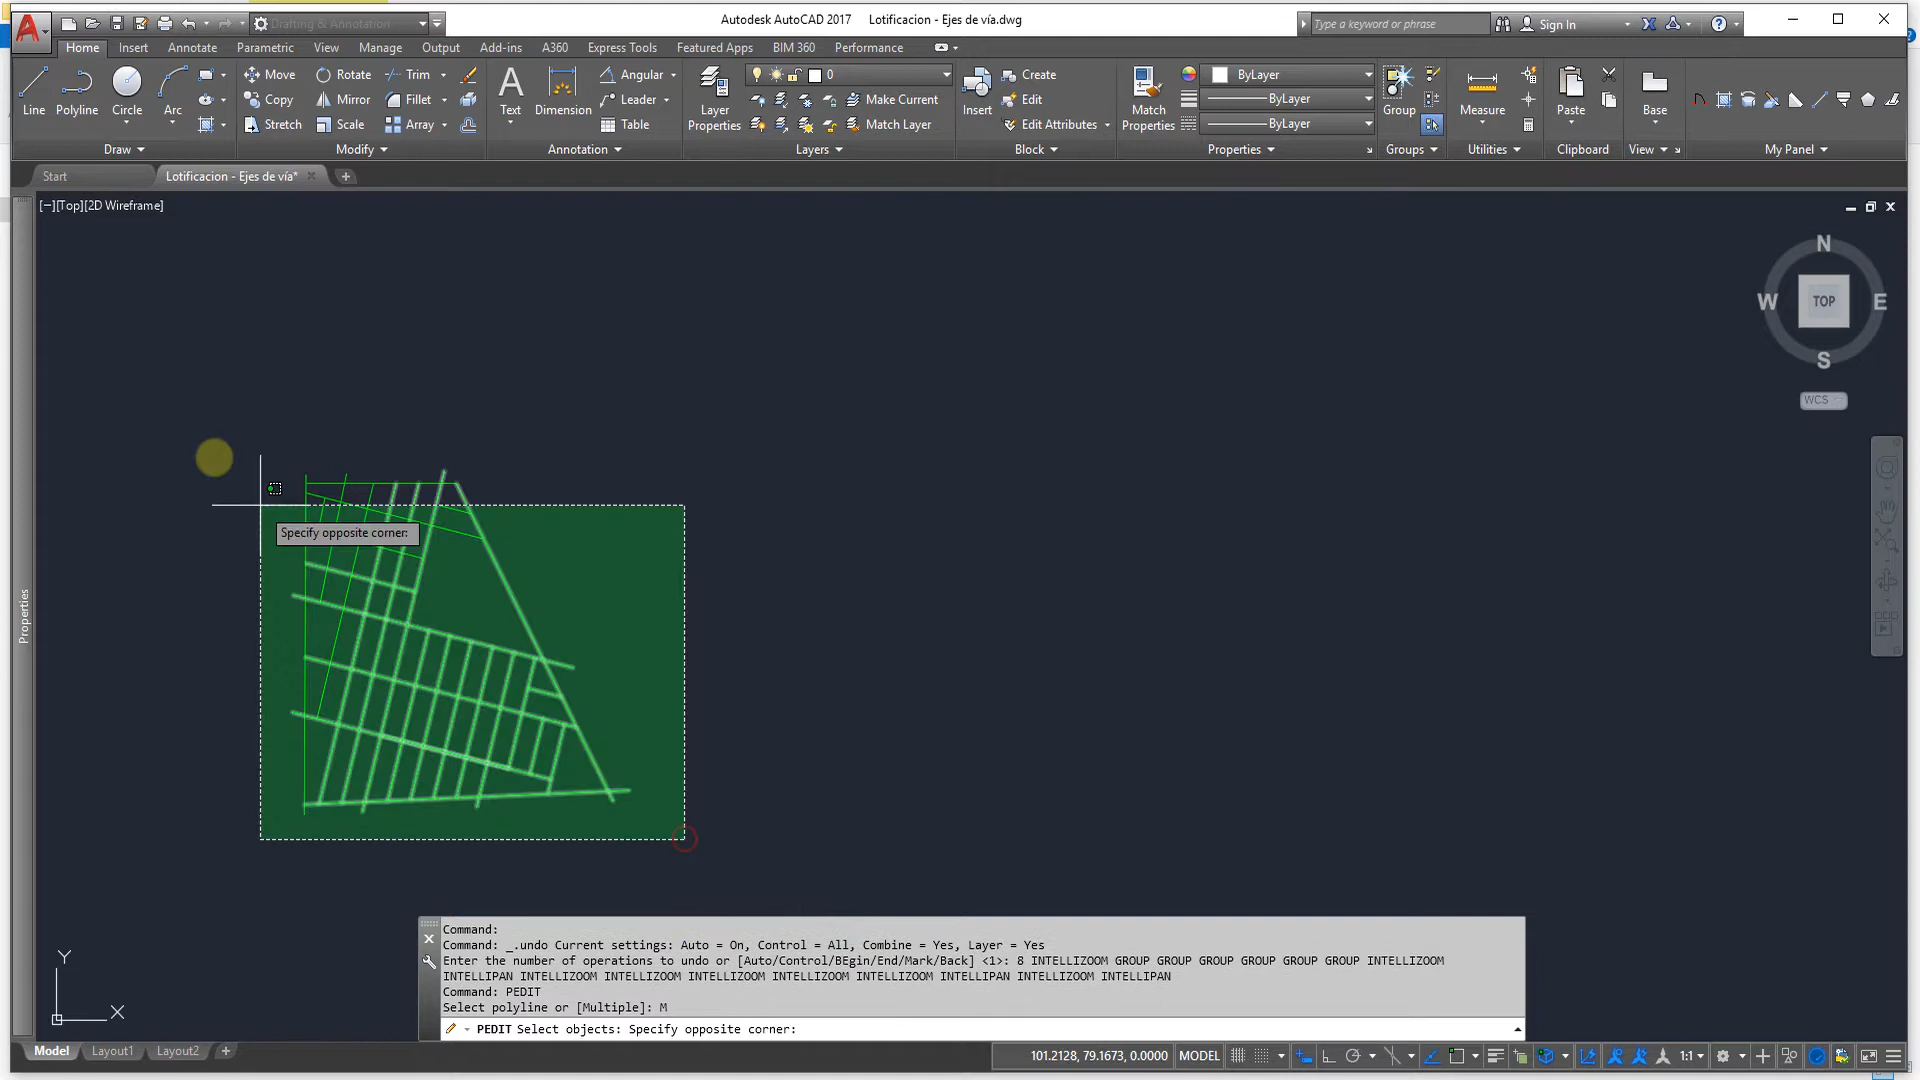 Drafting & Annotation
Autodesk AutoCAD 2017 Lotificacion - Ejes de vía.dwg
Type a keyword or phrase
Sign In
Home Insert Annotate Parametric View Manage Output Add-ins A360 Express Tools Featured Apps BIM 360 Performance
Line Polyline Circle Arc
Move Rotate Trim
Copy Mirror Fillet
Stretch Scale Array
Text Dimension
Angular
Leader
Table
Layer Properties
0
Make Current
Match Layer
Insert
Create
Edit
Edit Attributes
Match Properties
ByLayer
ByLayer
ByLayer
Group
Measure
Paste
Base
Draw Modify Annotation Layers Block Properties Groups Utilities Clipboard View My Panel
Start Lotificacion - Ejes de vía*
[−][Top][2D Wireframe]
N
W TOP E
S
WCS
Specify opposite corner:
Properties
Command:
Command: _.undo Current settings: Auto = On, Control = All, Combine = Yes, Layer = Yes
Enter the number of operations to undo or [Auto/Control/BEgin/End/Mark/Back] <1>: 8 INTELLIZOOM GROUP GROUP GROUP GROUP GROUP GROUP INTELLIZOOM
INTELLIPAN INTELLIZOOM INTELLIZOOM INTELLIZOOM INTELLIZOOM INTELLIZOOM INTELLIPAN INTELLIZOOM INTELLIPAN
Command: PEDIT
Select polyline or [Multiple]: M
PEDIT Select objects: Specify opposite corner:
Y
X
Model Layout1 Layout2
101.2128, 79.1673, 0.0000 MODEL 1:1